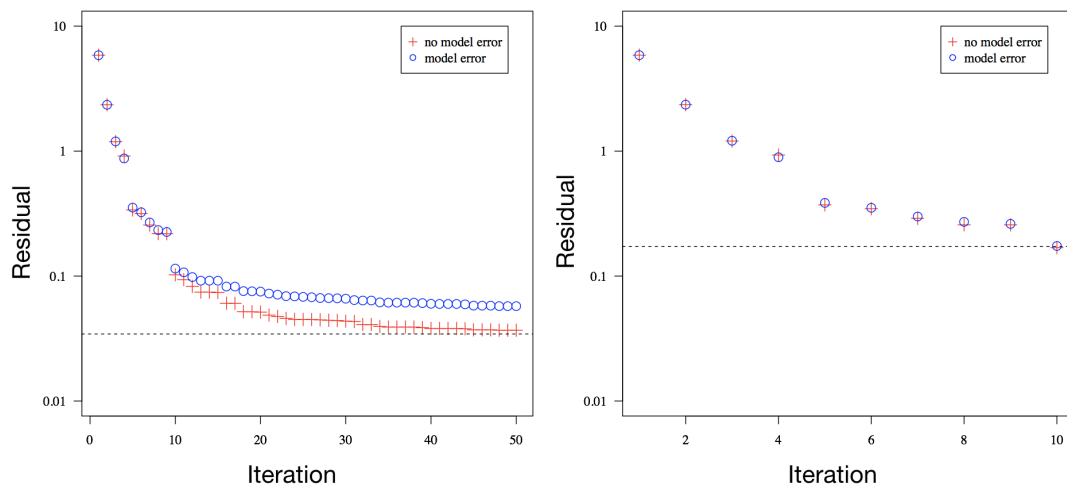 10
1
0.1
0.01
Residual
no model error
model error
0 10 20 30 40 50
Iteration
10
1
0.1
0.01
Residual
no model error
model error
2 4 6 8 10
Iteration